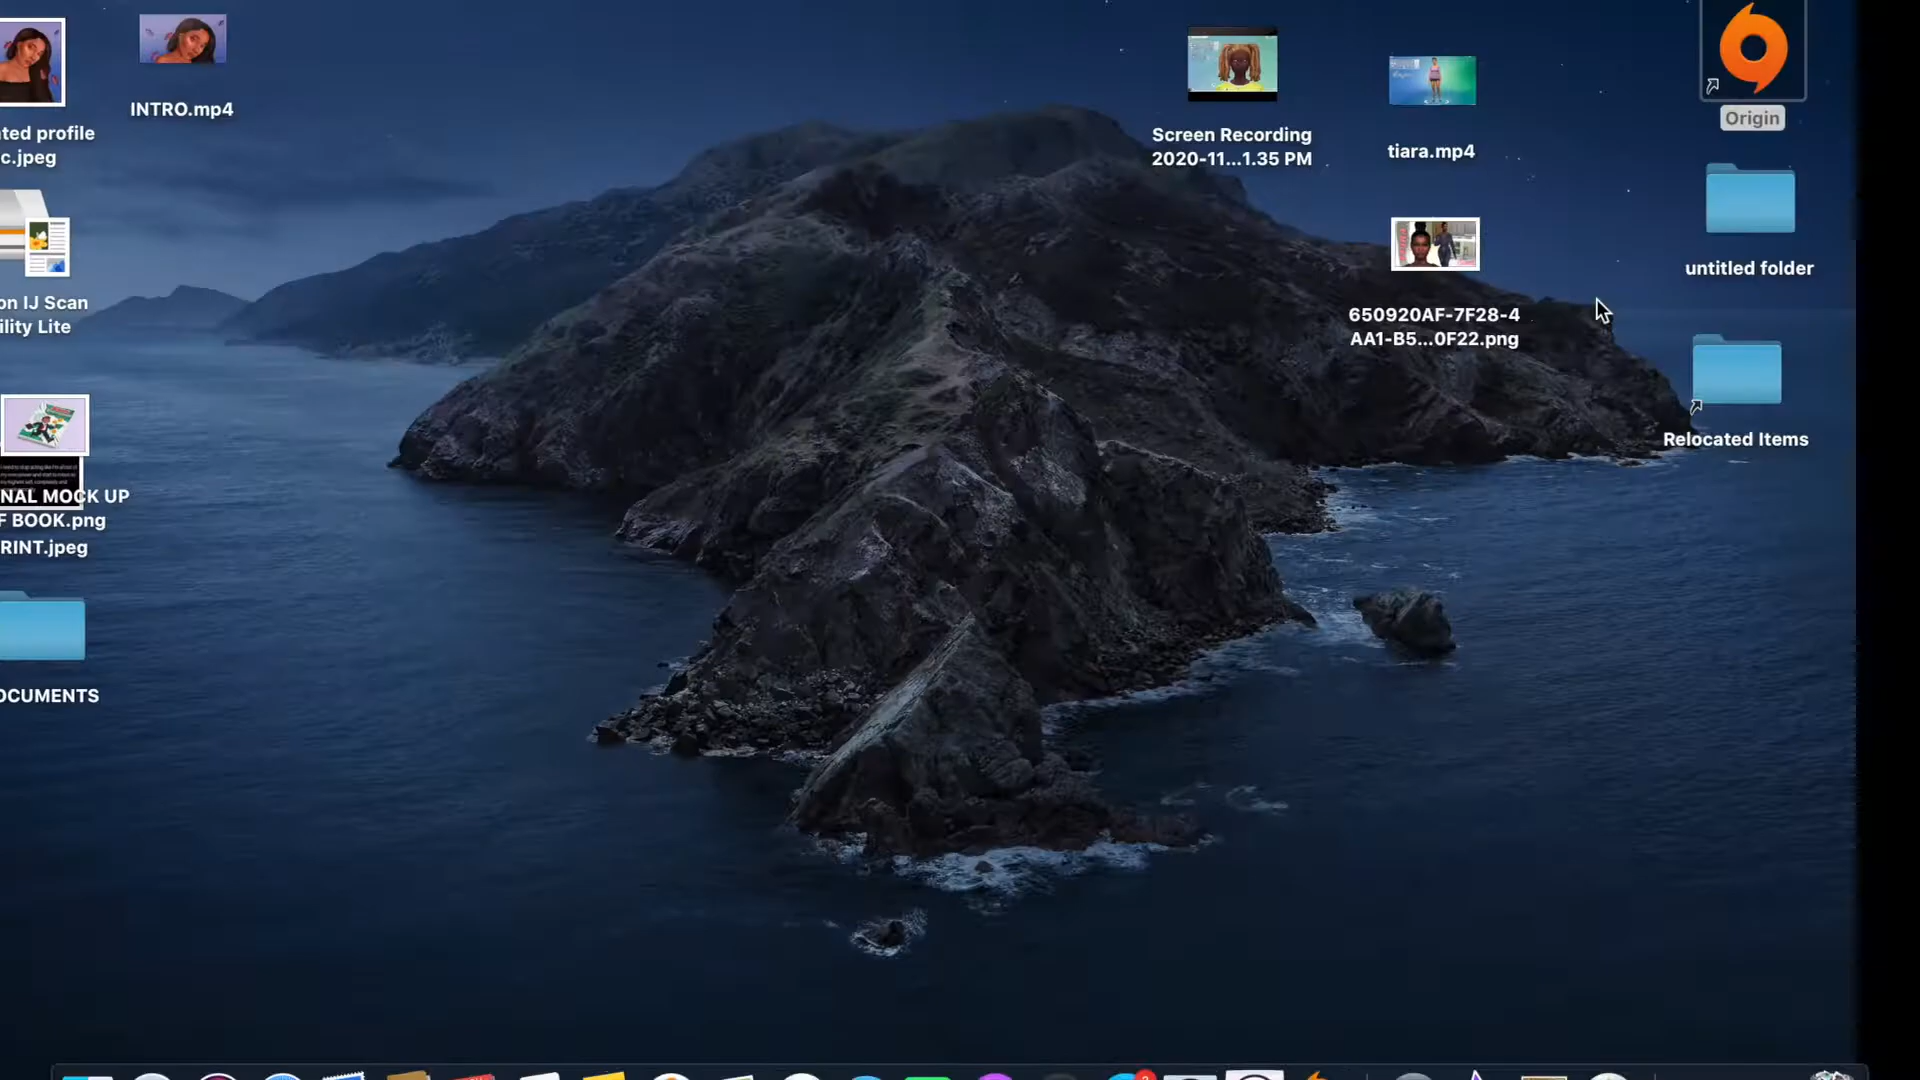 INTRO.mp4
ted profile
c.jpeg
Screen Recording
2020-11...1.35 PM
tiara.mp4
Origin
untitled folder
650920AF-7F28-4
AA1-B5...0F22.png
Relocated Items
on IJ Scan
ility Lite
NAL MOCK UP
F BOOK.png
RINT.jpeg
OCUMENTS